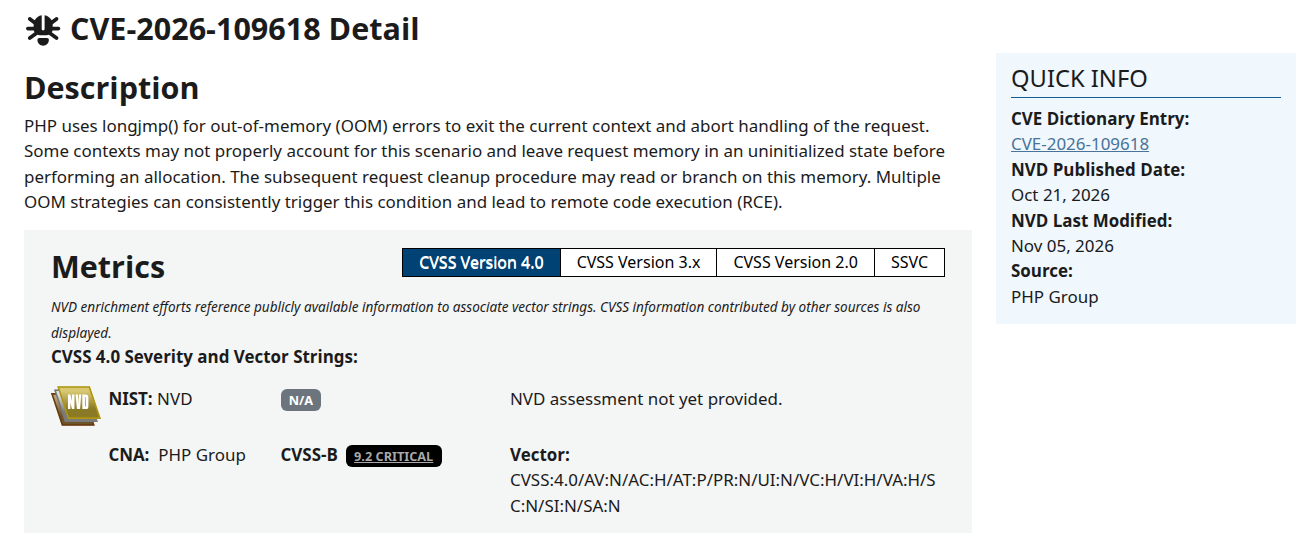 CVE-2026-109618 Detail
Description
PHP uses longjmp() for out-of-memory (OOM) errors to exit the current context and abort handling of the request.
Some contexts may not properly account for this scenario and leave request memory in an uninitialized state before
performing an allocation. The subsequent request cleanup procedure may read or branch on this memory. Multiple
OOM strategies can consistently trigger this condition and lead to remote code execution (RCE).
Metrics
CVSS Version 4.0
CVSS Version 3.x
CVSS Version 2.0
SSVC
NVD enrichment efforts reference publicly available information to associate vector strings. CVSS information contributed by other sources is also
displayed.
CVSS 4.0 Severity and Vector Strings:
NVD
NIST: NVD
N/A
NVD assessment not yet provided.
CNA: PHP Group
CVSS-B 9.2 CRITICAL
Vector:
CVSS:4.0/AV:N/AC:H/AT:P/PR:N/UI:N/VC:H/VI:H/VA:H/S
C:N/SI:N/SA:N
QUICK INFO
CVE Dictionary Entry:
CVE-2026-109618
NVD Published Date:
Oct 21, 2026
NVD Last Modified:
Nov 05, 2026
Source:
PHP Group